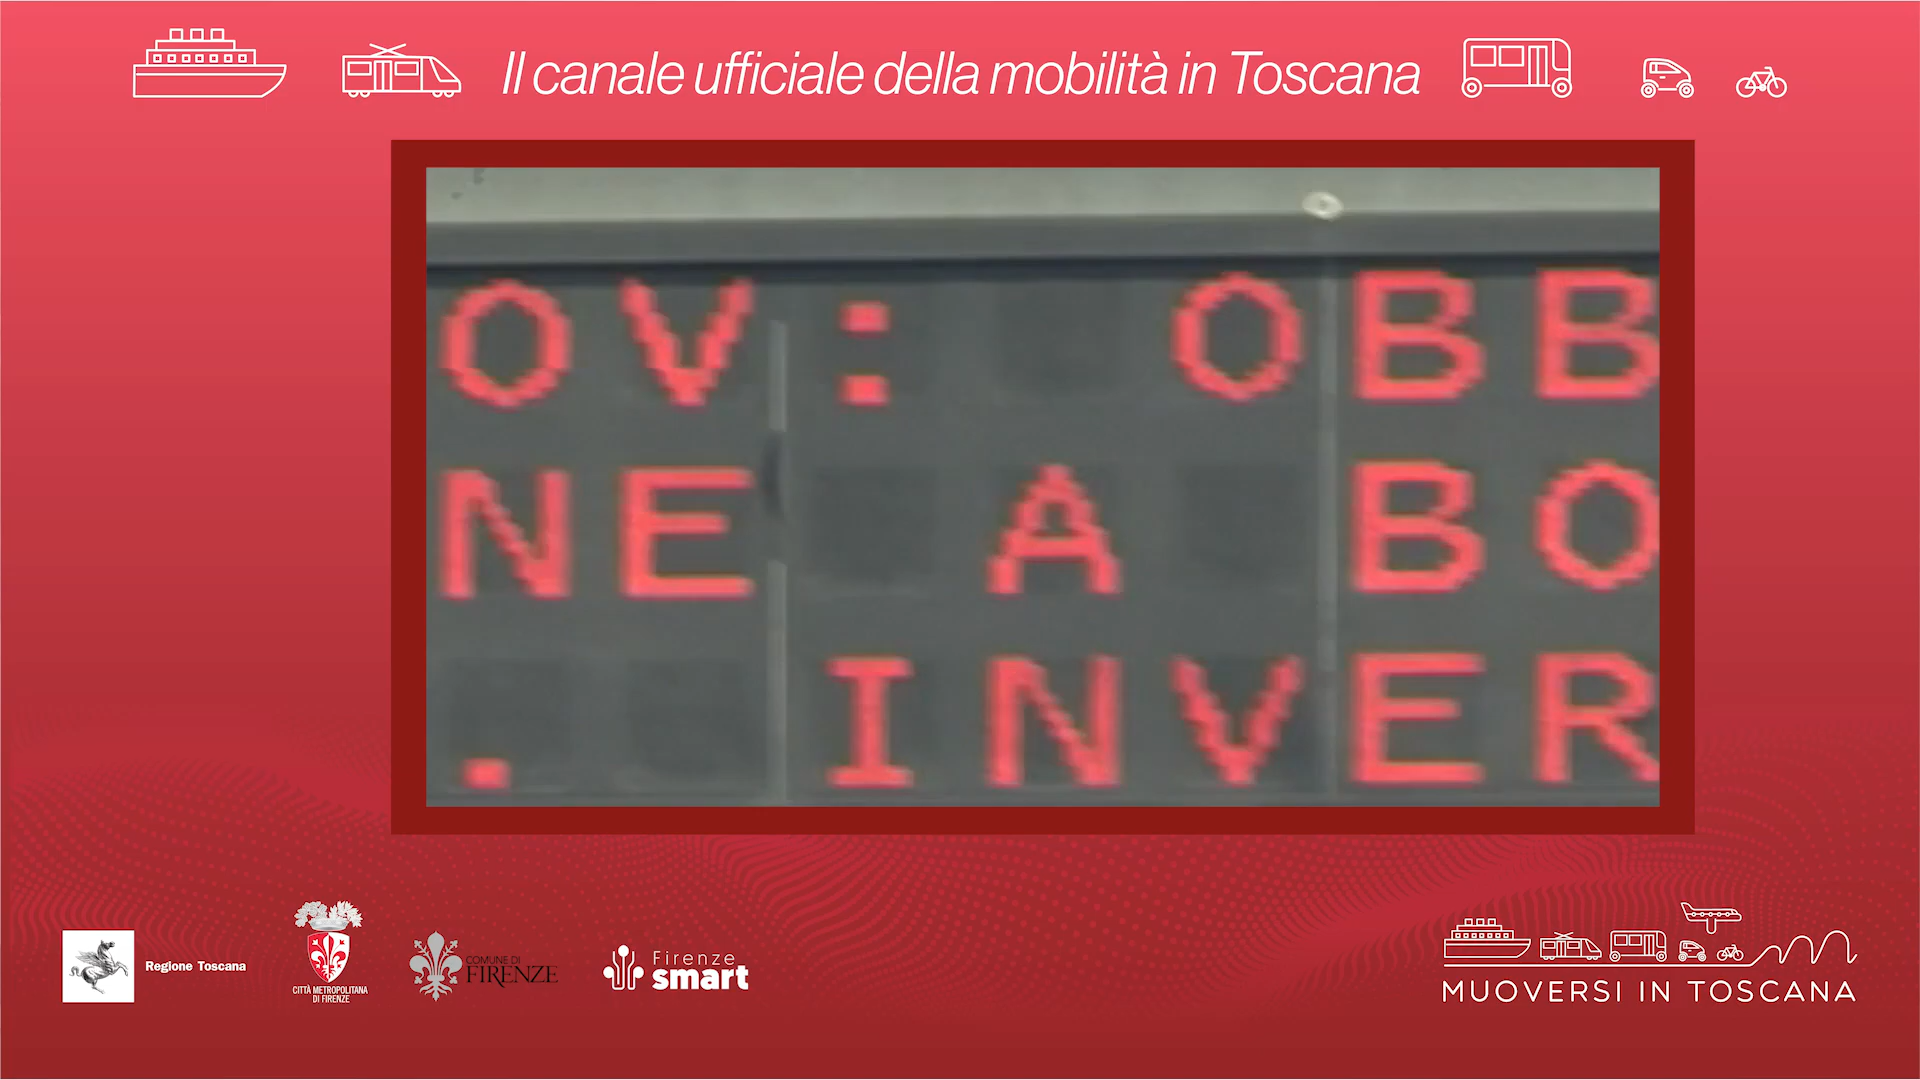 Il canale ufficiale della mobilità in Toscana
OV: OBB
NE A BO
. INVER
Regione Toscana
CITTÀ METROPOLITANA
DI FIRENZE
COMUNE DI
FIRENZE
Firenze
smart
MUOVERSI IN TOSCANA